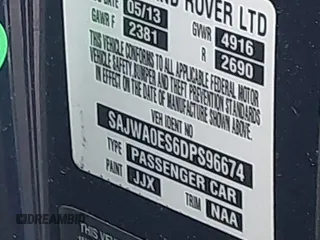 ND ROVER LTD
05/13 GVWR 4916
GAWR F 2381 R 2690
THIS VEHICLE CONFORMS TO ALL APPLICABLE FEDERAL MOTOR
VEHICLE SAFETY, BUMPER AND THEFT PREVENTION STANDARDS
IN EFFECT ON THE DATE OF MANUFACTURE SHOWN ABOVE.
VEH IDENT NO
SAJWA0ES6DPS96674
TYPE PASSENGER CAR
PAINT JJX TRIM NAA
THIS VE
DREAMBID